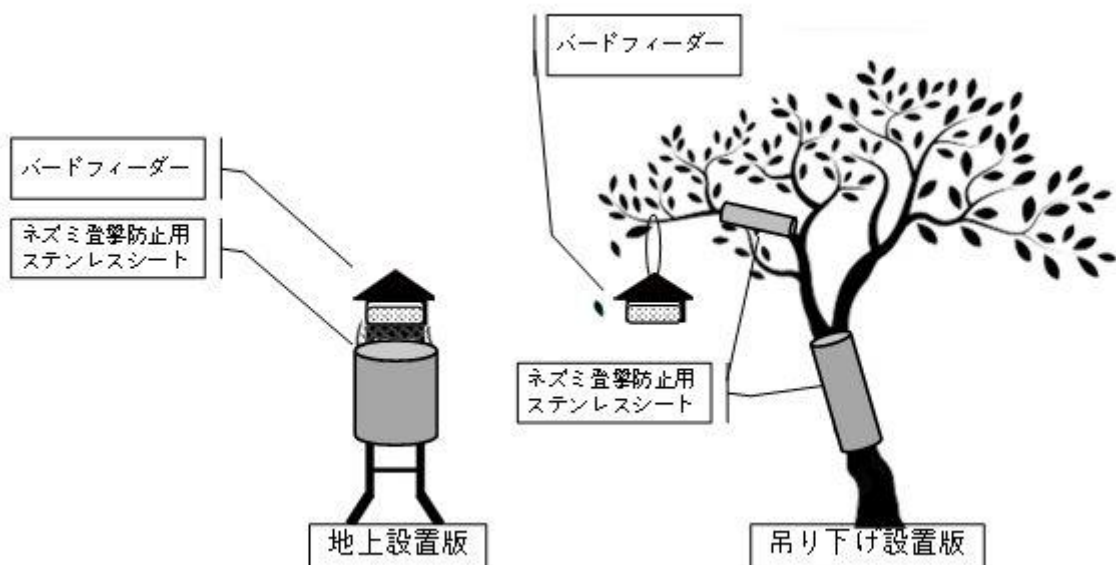 バードフィーダー
ネズミ登攀防止用
ステンレスシート
地上設置版
バードフィーダー
ネズミ登攀防止用
ステンレスシート
吊り下げ設置版